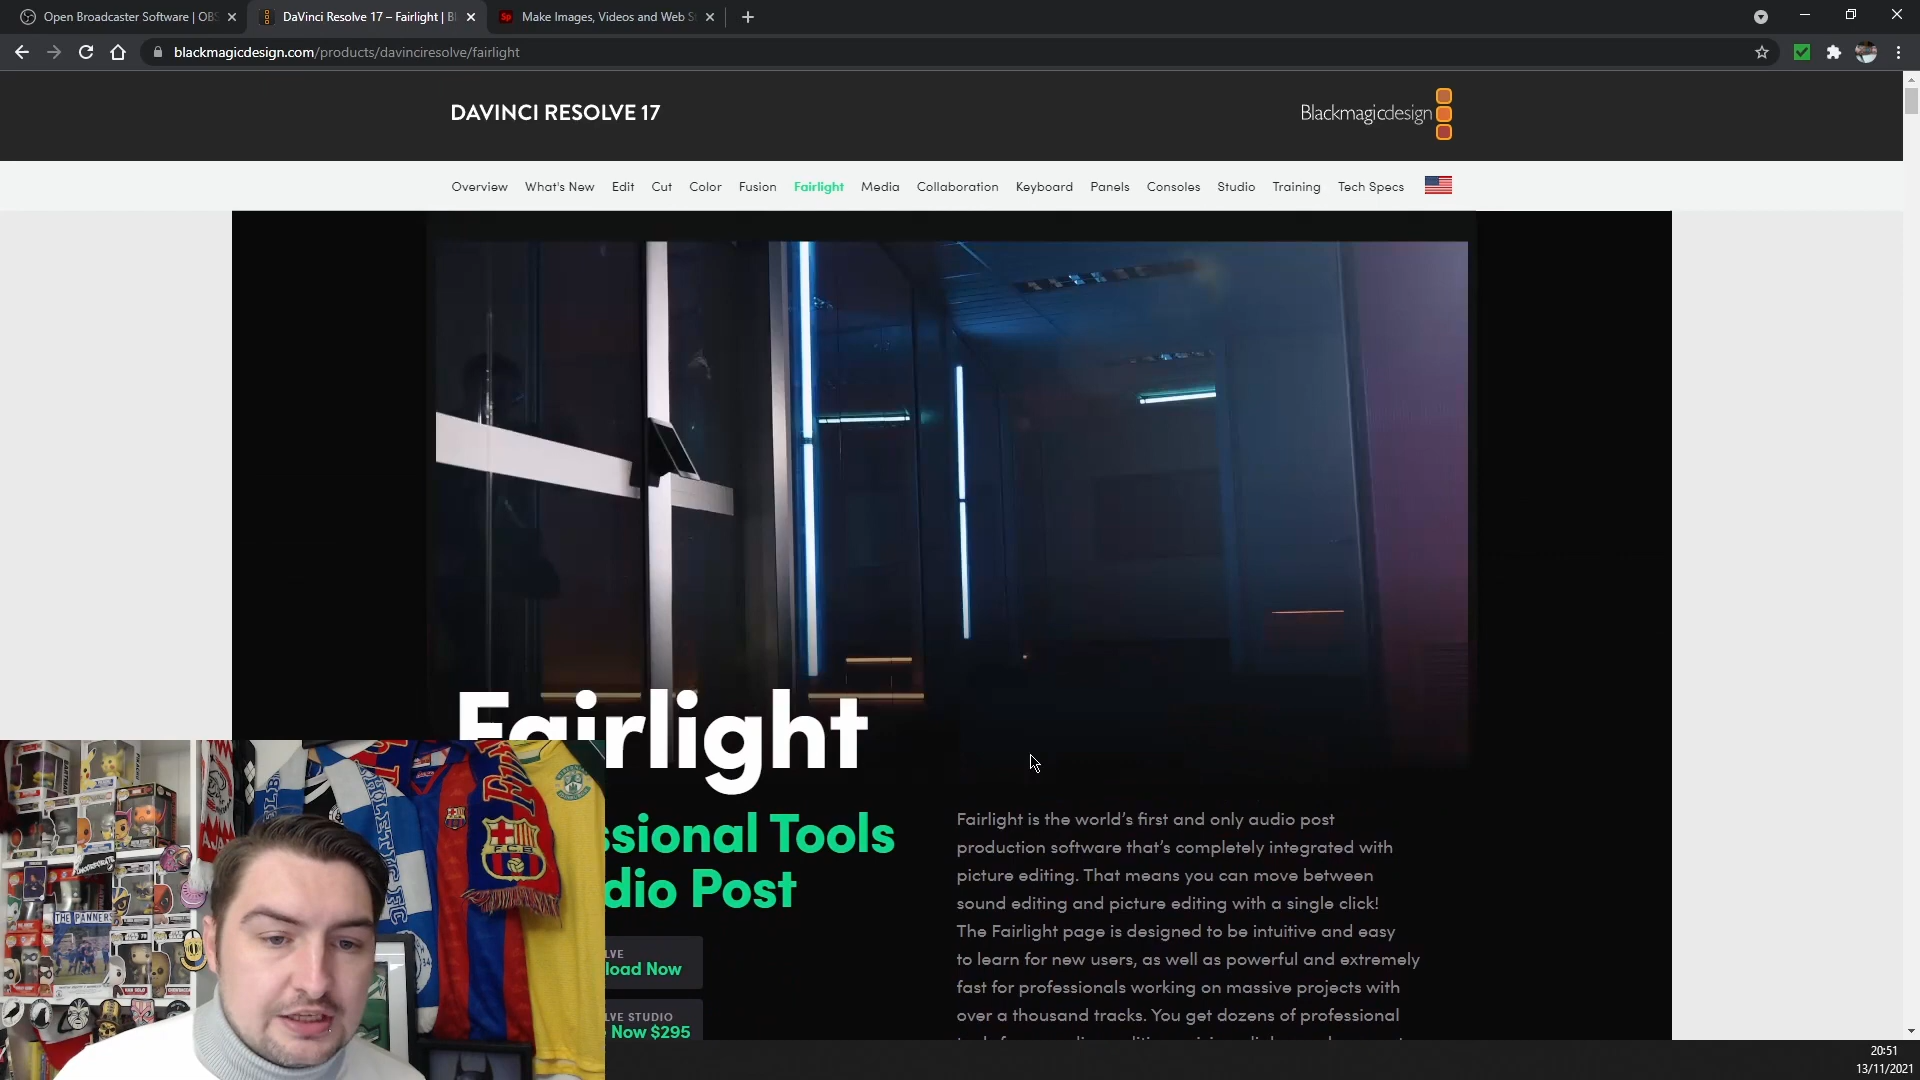 Open Broadcaster Software | OBS
DaVinci Resolve 17 – Fairlight | Bl
Sp
Make Images, Videos and Web S
blackmagicdesign.com/products/davinciresolve/fairlight
DAVINCI RESOLVE 17
Blackmagicdesign
Overview What's New Edit Cut Color Fusion Fairlight Media Collaboration Keyboard Panels Consoles Studio Training Tech Specs
Fairlight
ssional Tools
dio Post
LVE
load Now
LVE STUDIO
Now $295
Fairlight is the world's first and only audio post
production software that's completely integrated with
picture editing. That means you can move between
sound editing and picture editing with a single click!
The Fairlight page is designed to be intuitive and easy
to learn for new users, as well as powerful and extremely
fast for professionals working on massive projects with
over a thousand tracks. You get dozens of professional
THE PANNERS
FCB
20:51
13/11/2021